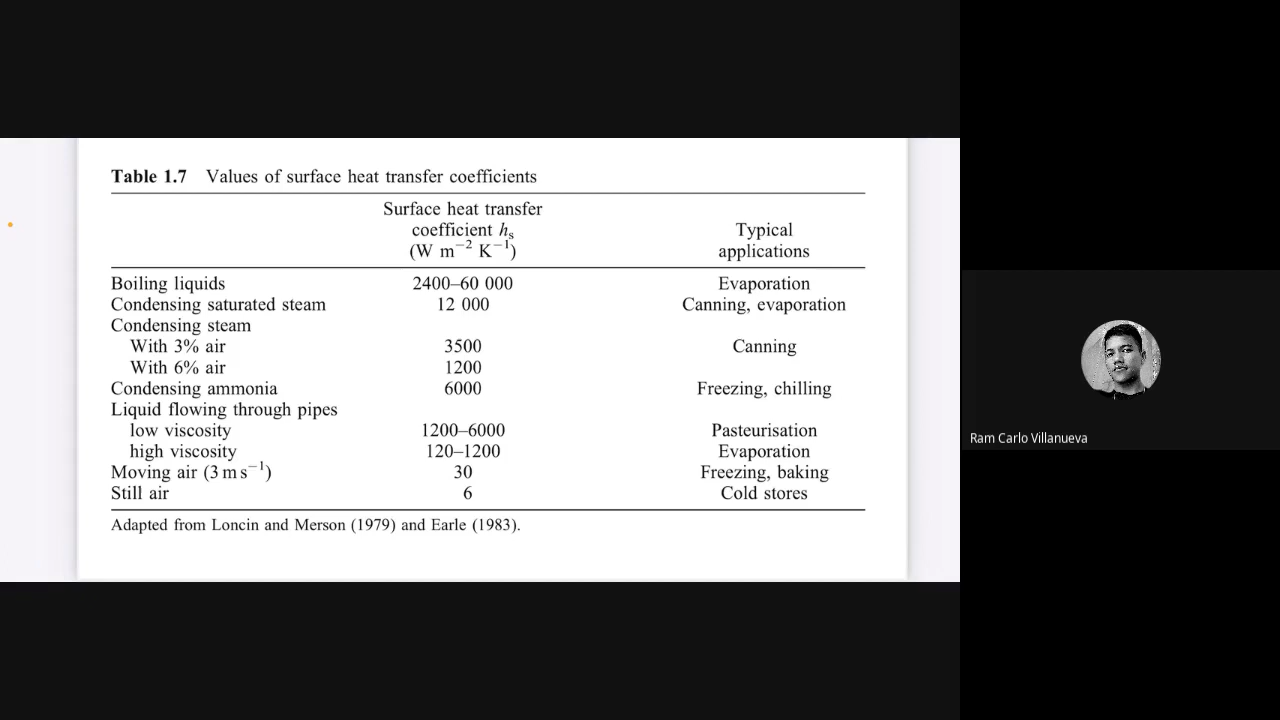 Table 1.7 Values of surface heat transfer coefficients
Surface heat transfer
coefficient hₛ
(W m⁻² K⁻¹)
Typical
applications
Boiling liquids 2400–60 000 Evaporation
Condensing saturated steam 12 000 Canning, evaporation
Condensing steam
With 3% air 3500 Canning
With 6% air 1200
Condensing ammonia 6000 Freezing, chilling
Liquid flowing through pipes
low viscosity 1200–6000 Pasteurisation
high viscosity 120–1200 Evaporation
Moving air (3 m s⁻¹) 30 Freezing, baking
Still air 6 Cold stores
Adapted from Loncin and Merson (1979) and Earle (1983).
Ram Carlo Villanueva